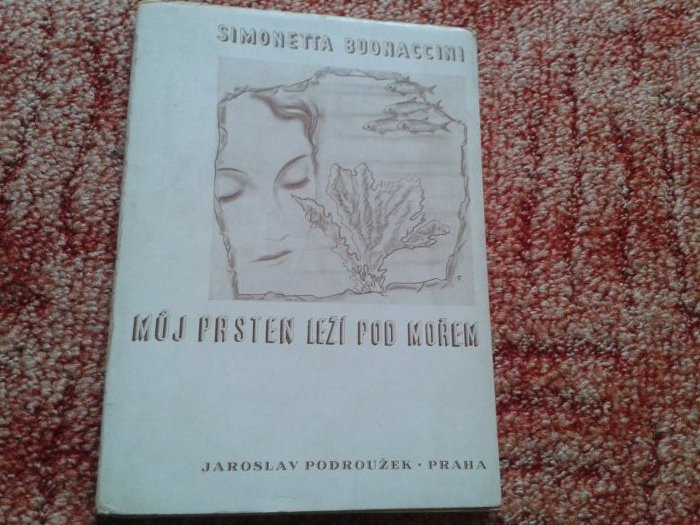 SIMONETTA BUONACCINI
MŮJ PRSTEN LEŽÍ POD MOŘEM
JAROSLAV PODROUŽEK • PRAHA